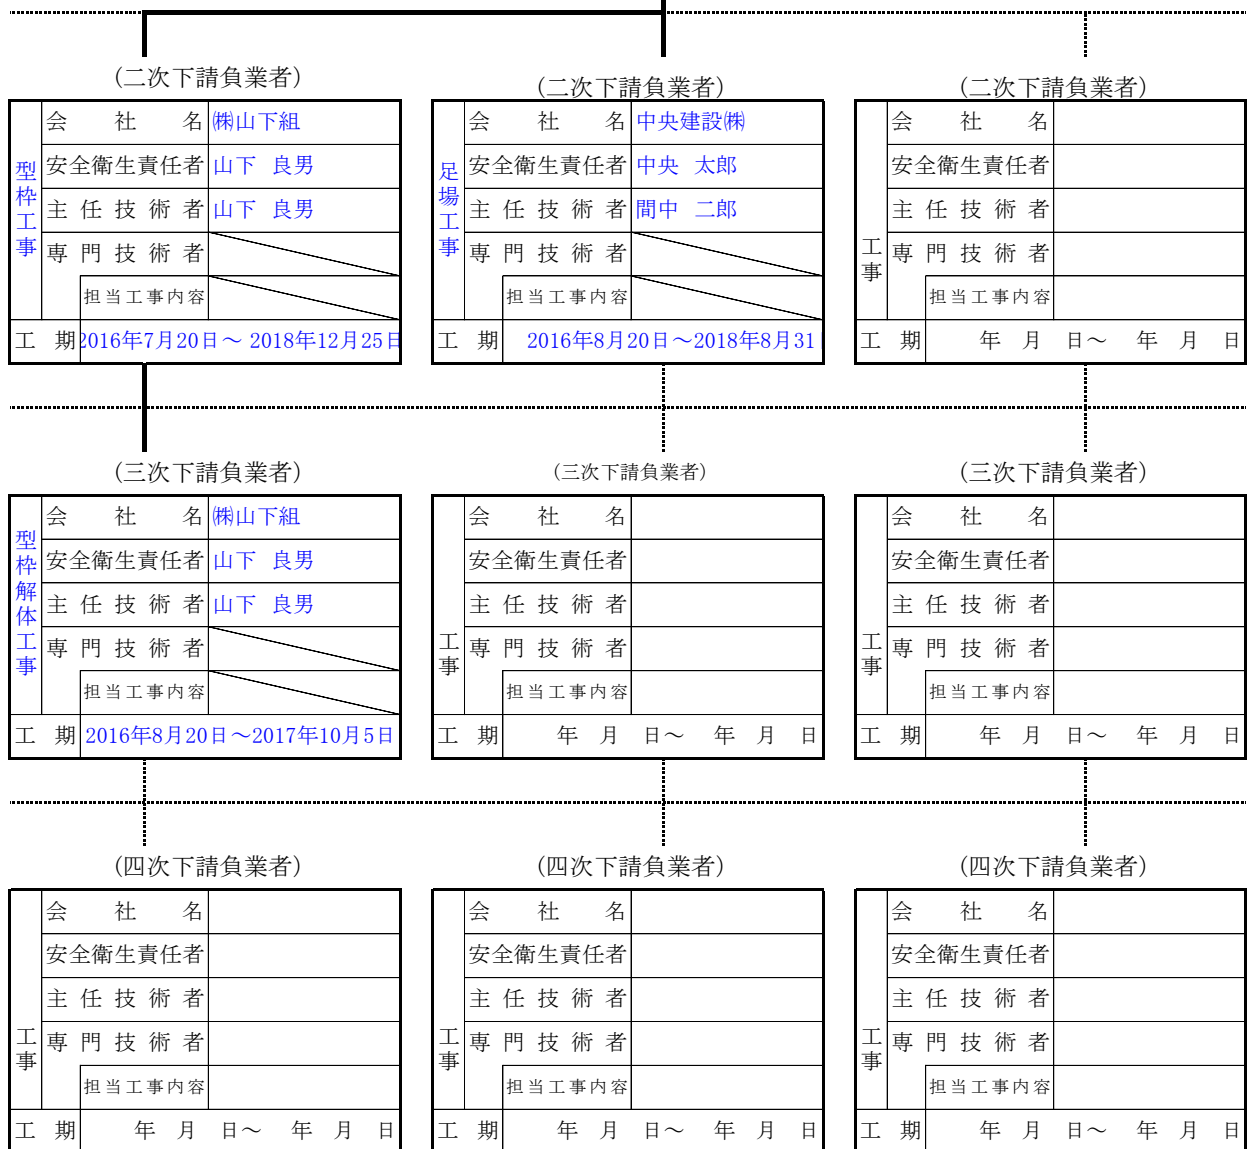 (二次下請負業者)
(二次下請負業者)
(二次下請負業者)
型枠工事
会社名 ㈱山下組
安全衛生責任者 山下 良男
主任技術者 山下 良男
専門技術者
担当工事内容
工期 2016年7月20日～ 2018年12月25日
足場工事
会社名 中央建設㈱
安全衛生責任者 中央 太郎
主任技術者 間中 二郎
専門技術者
担当工事内容
工期 2016年8月20日～2018年8月31
工事
会社名
安全衛生責任者
主任技術者
専門技術者
担当工事内容
工期 年 月 日～ 年 月 日
(三次下請負業者)
(三次下請負業者)
(三次下請負業者)
型枠解体工事
会社名 ㈱山下組
安全衛生責任者 山下 良男
主任技術者 山下 良男
専門技術者
担当工事内容
工期 2016年8月20日～2017年10月5日
工事
会社名
安全衛生責任者
主任技術者
専門技術者
担当工事内容
工期 年 月 日～ 年 月 日
工事
会社名
安全衛生責任者
主任技術者
専門技術者
担当工事内容
工期 年 月 日～ 年 月 日
(四次下請負業者)
(四次下請負業者)
(四次下請負業者)
工事
会社名
安全衛生責任者
主任技術者
専門技術者
担当工事内容
工期 年 月 日～ 年 月 日
工事
会社名
安全衛生責任者
主任技術者
専門技術者
担当工事内容
工期 年 月 日～ 年 月 日
工事
会社名
安全衛生責任者
主任技術者
専門技術者
担当工事内容
工期 年 月 日～ 年 月 日